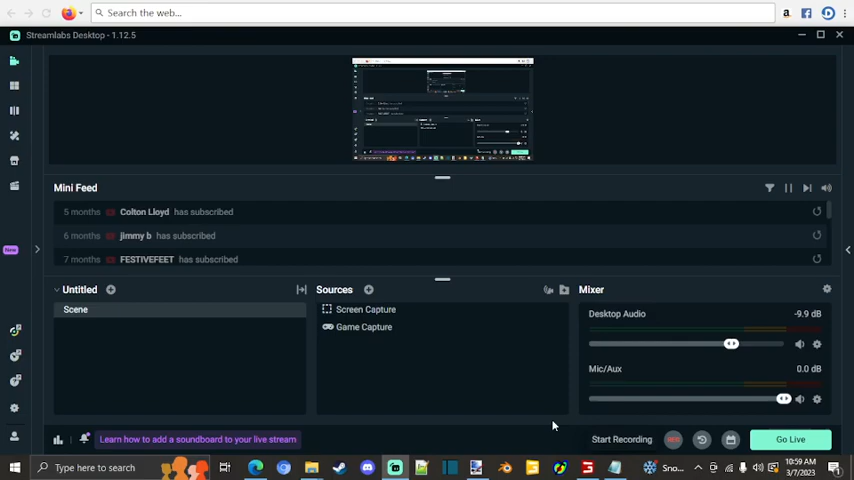 Search the web...
Streamlabs Desktop - 1.12.5
Mini Feed
5 months Colton Lloyd has subscribed
6 months jimmy b has subscribed
7 months FESTIVEFEET has subscribed
New
Untitled
Sources
Mixer
Scene
Screen Capture
Game Capture
Desktop Audio -9.9 dB
Mic/Aux 0.0 dB
Learn how to add a soundboard to your live stream
Start Recording
REC
Go Live
Type here to search
Sno...
10:59 AM
3/7/2023